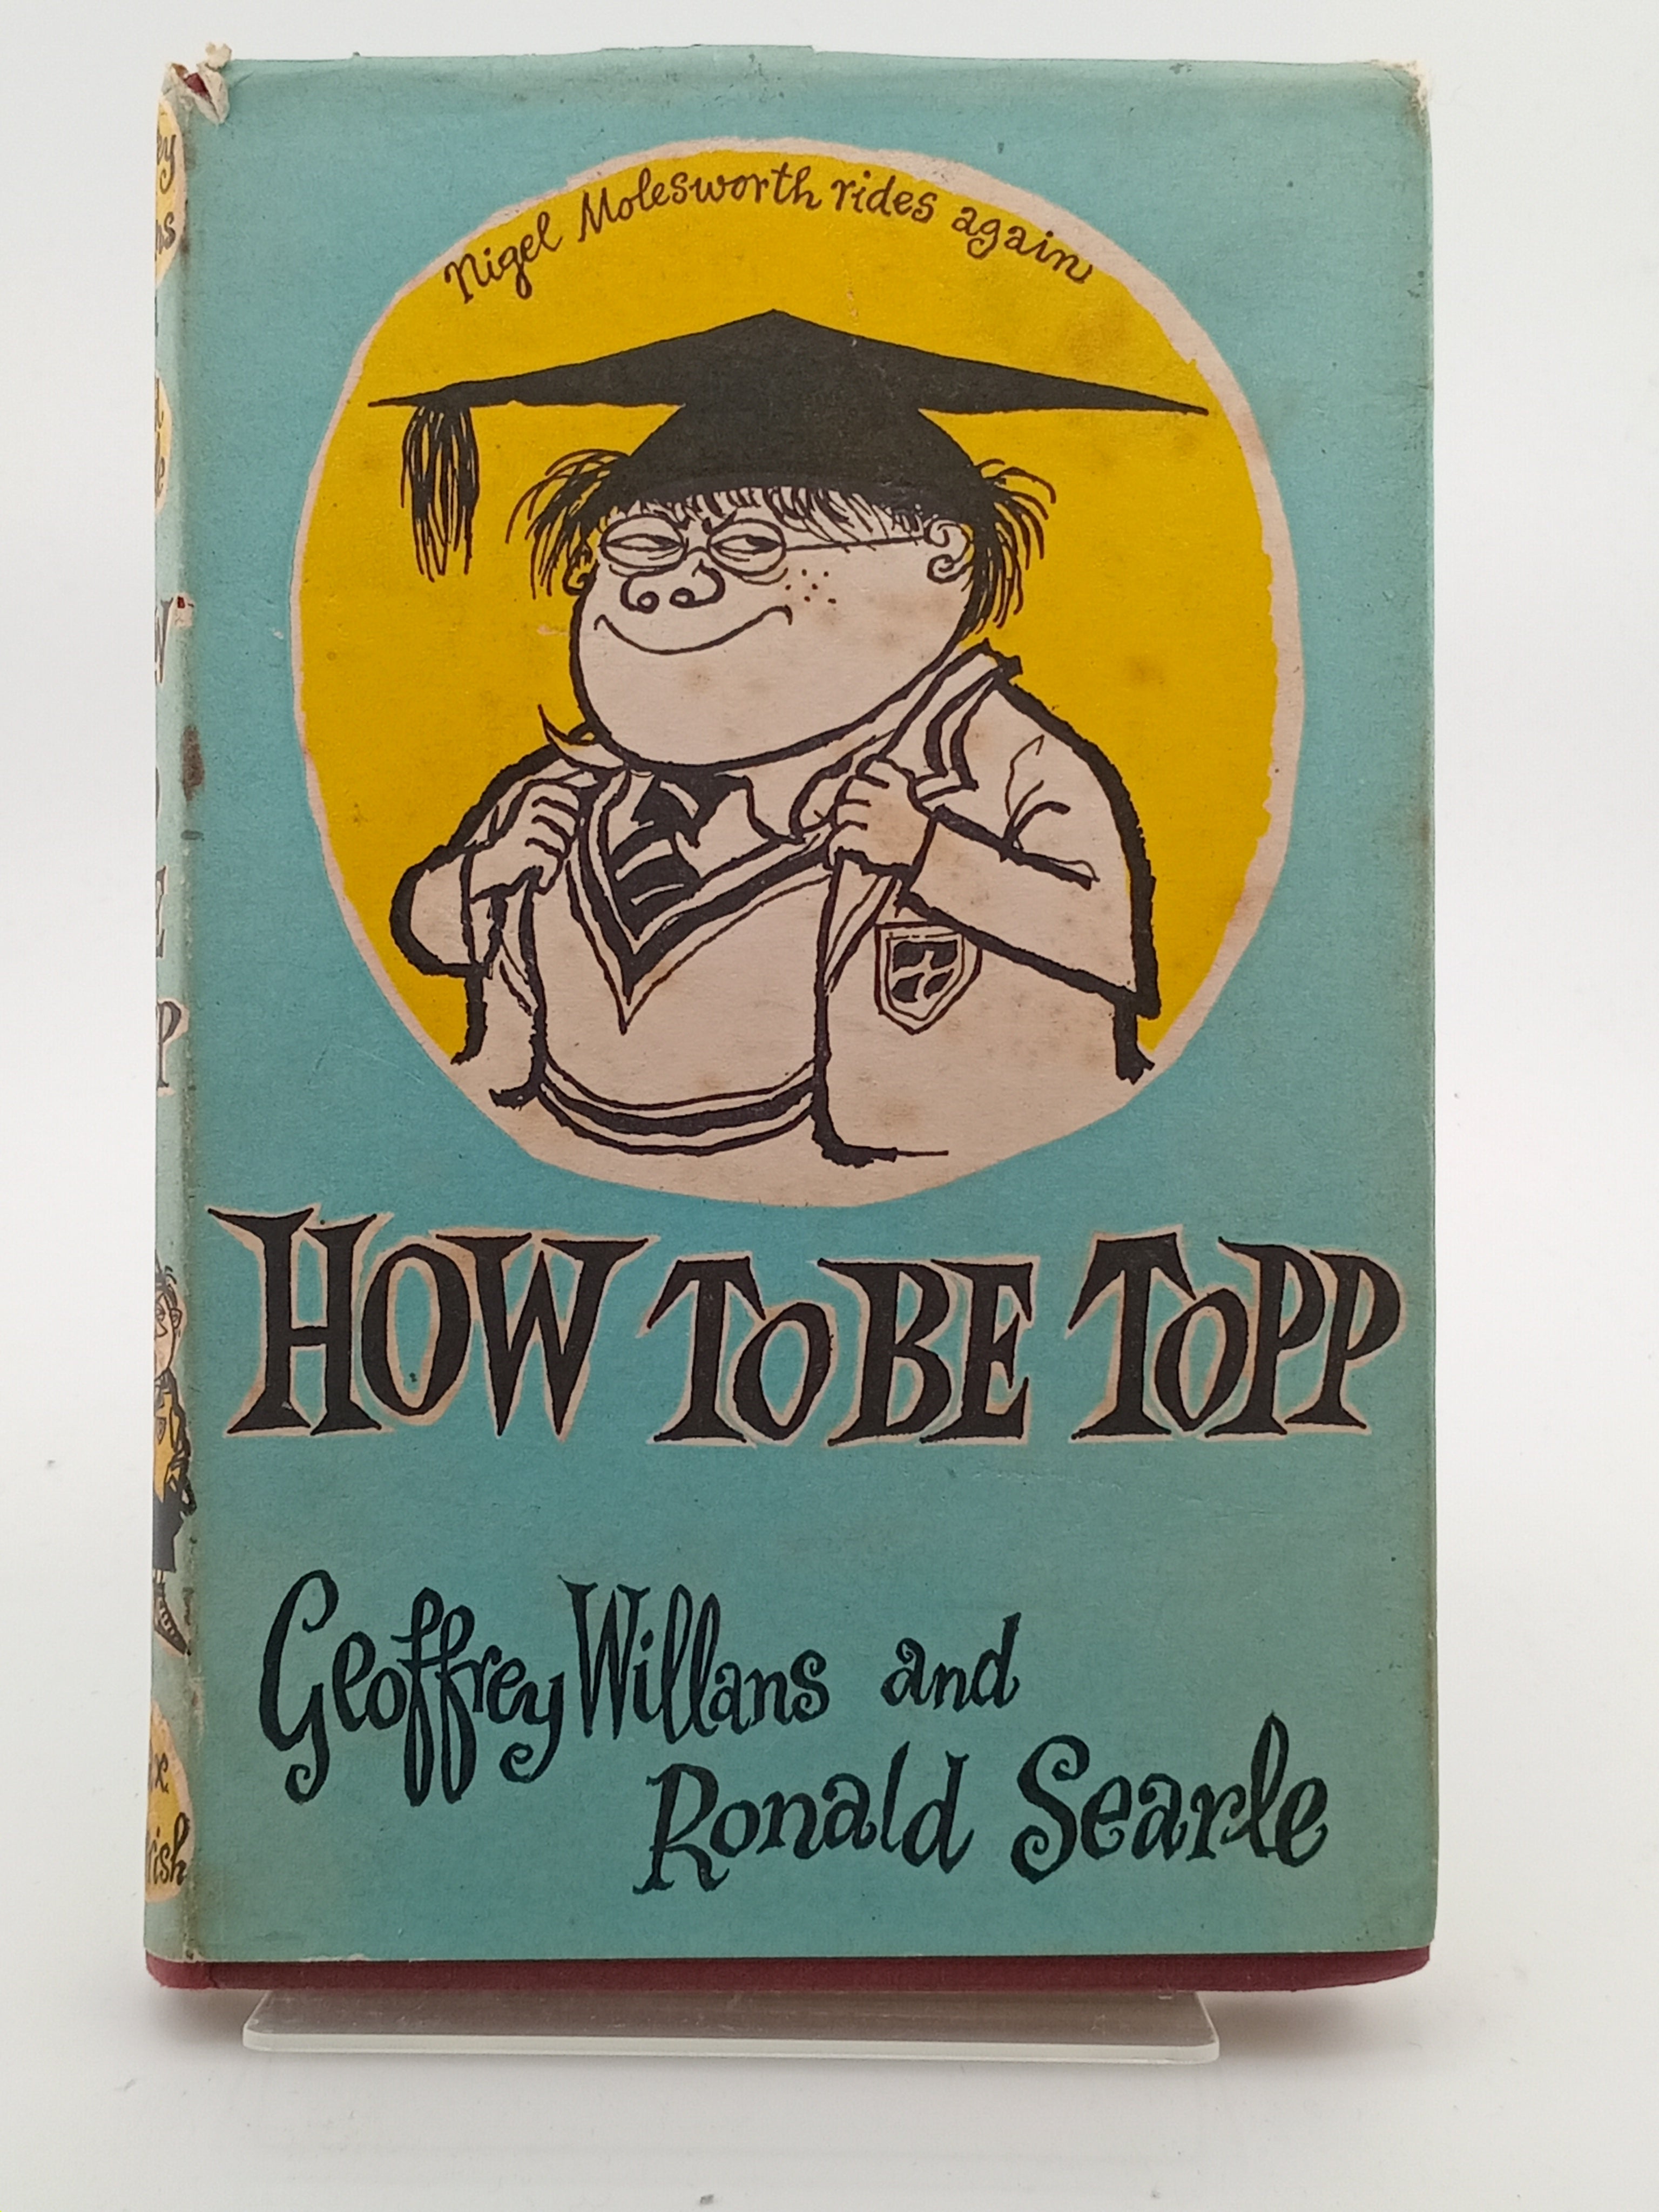 Nigel Molesworth rides again
HOW TO BE TOPP
Geoffrey Willans and
Ronald Searle